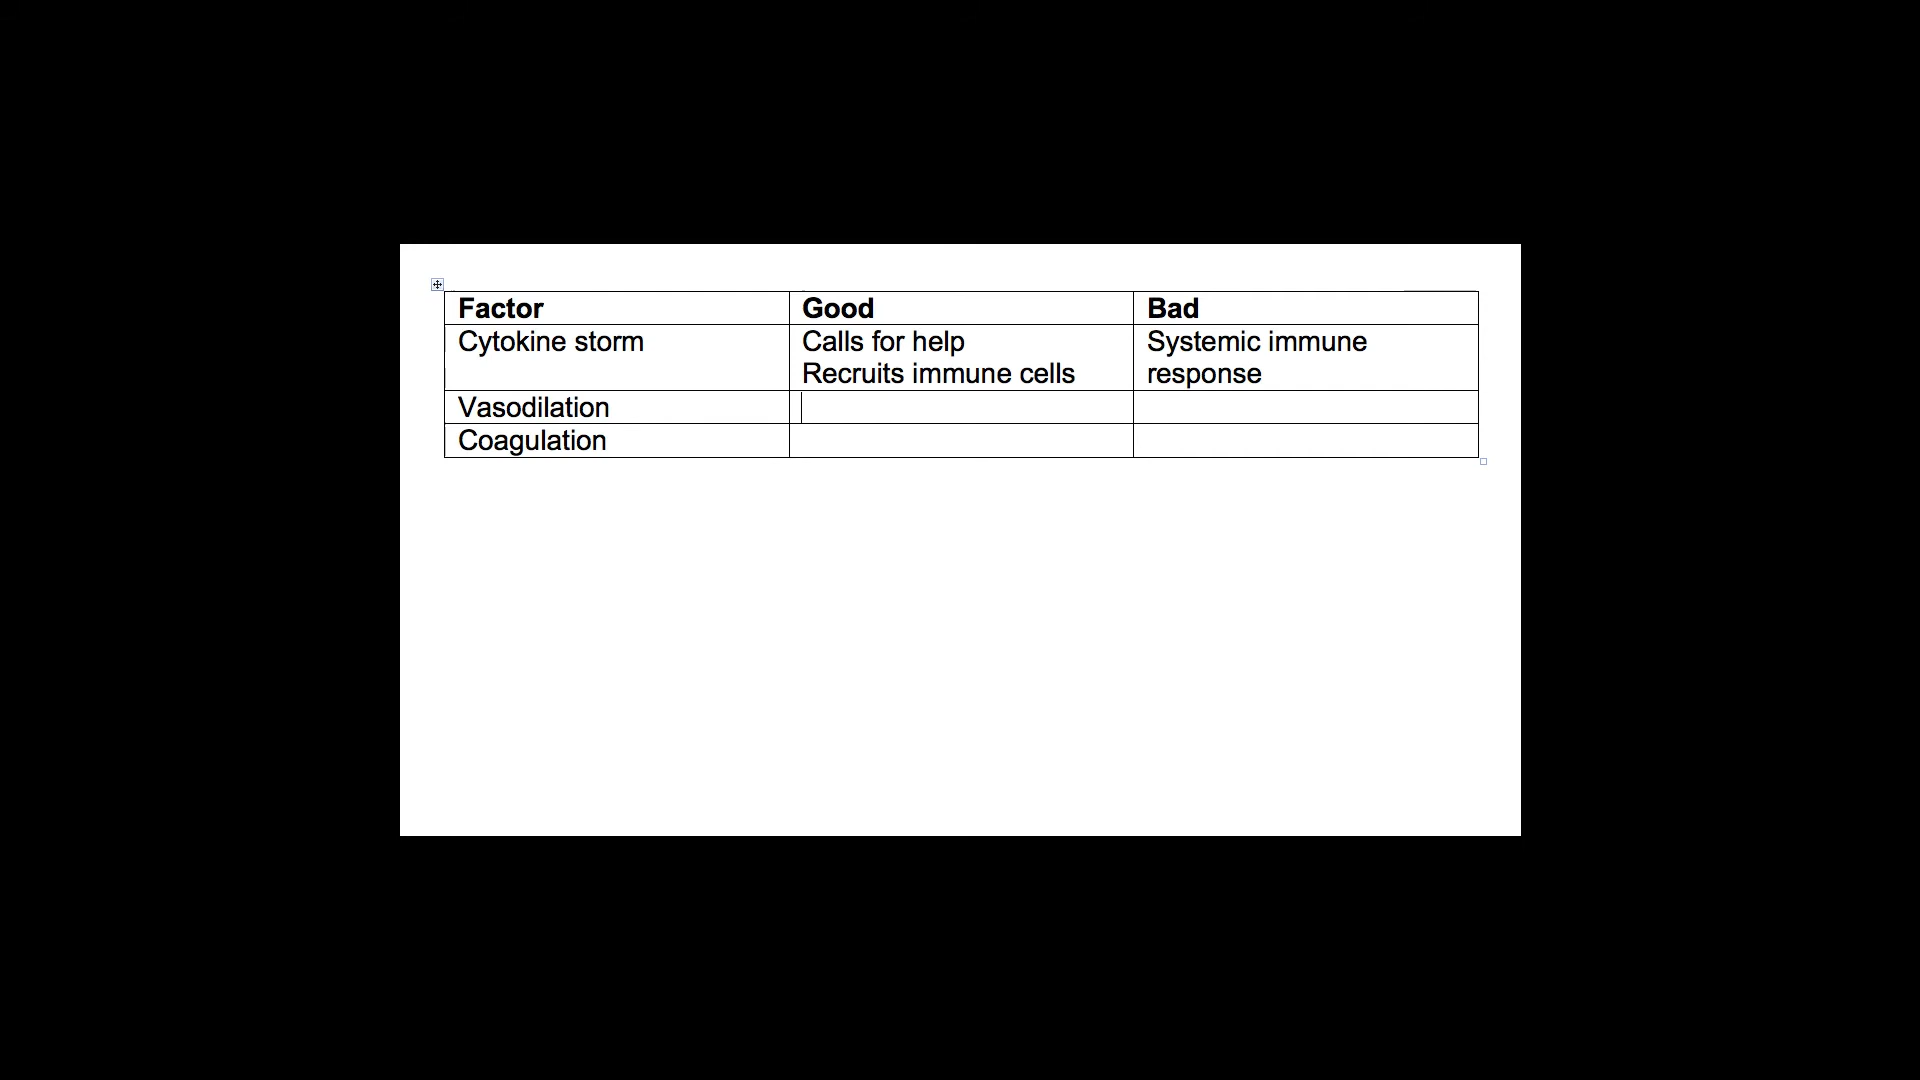 Factor Good Bad
Cytokine storm Calls for help Systemic immune
Recruits immune cells response
Vasodilation
Coagulation